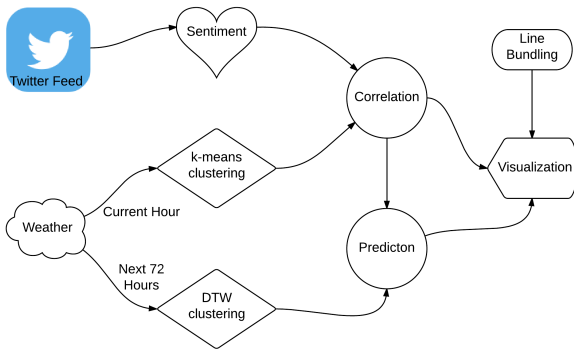 Twitter Feed
Sentiment
Line
Bundling
Correlation
k-means
clustering
Visualization
Current Hour
Weather
Predicton
Next 72
Hours
DTW
clustering